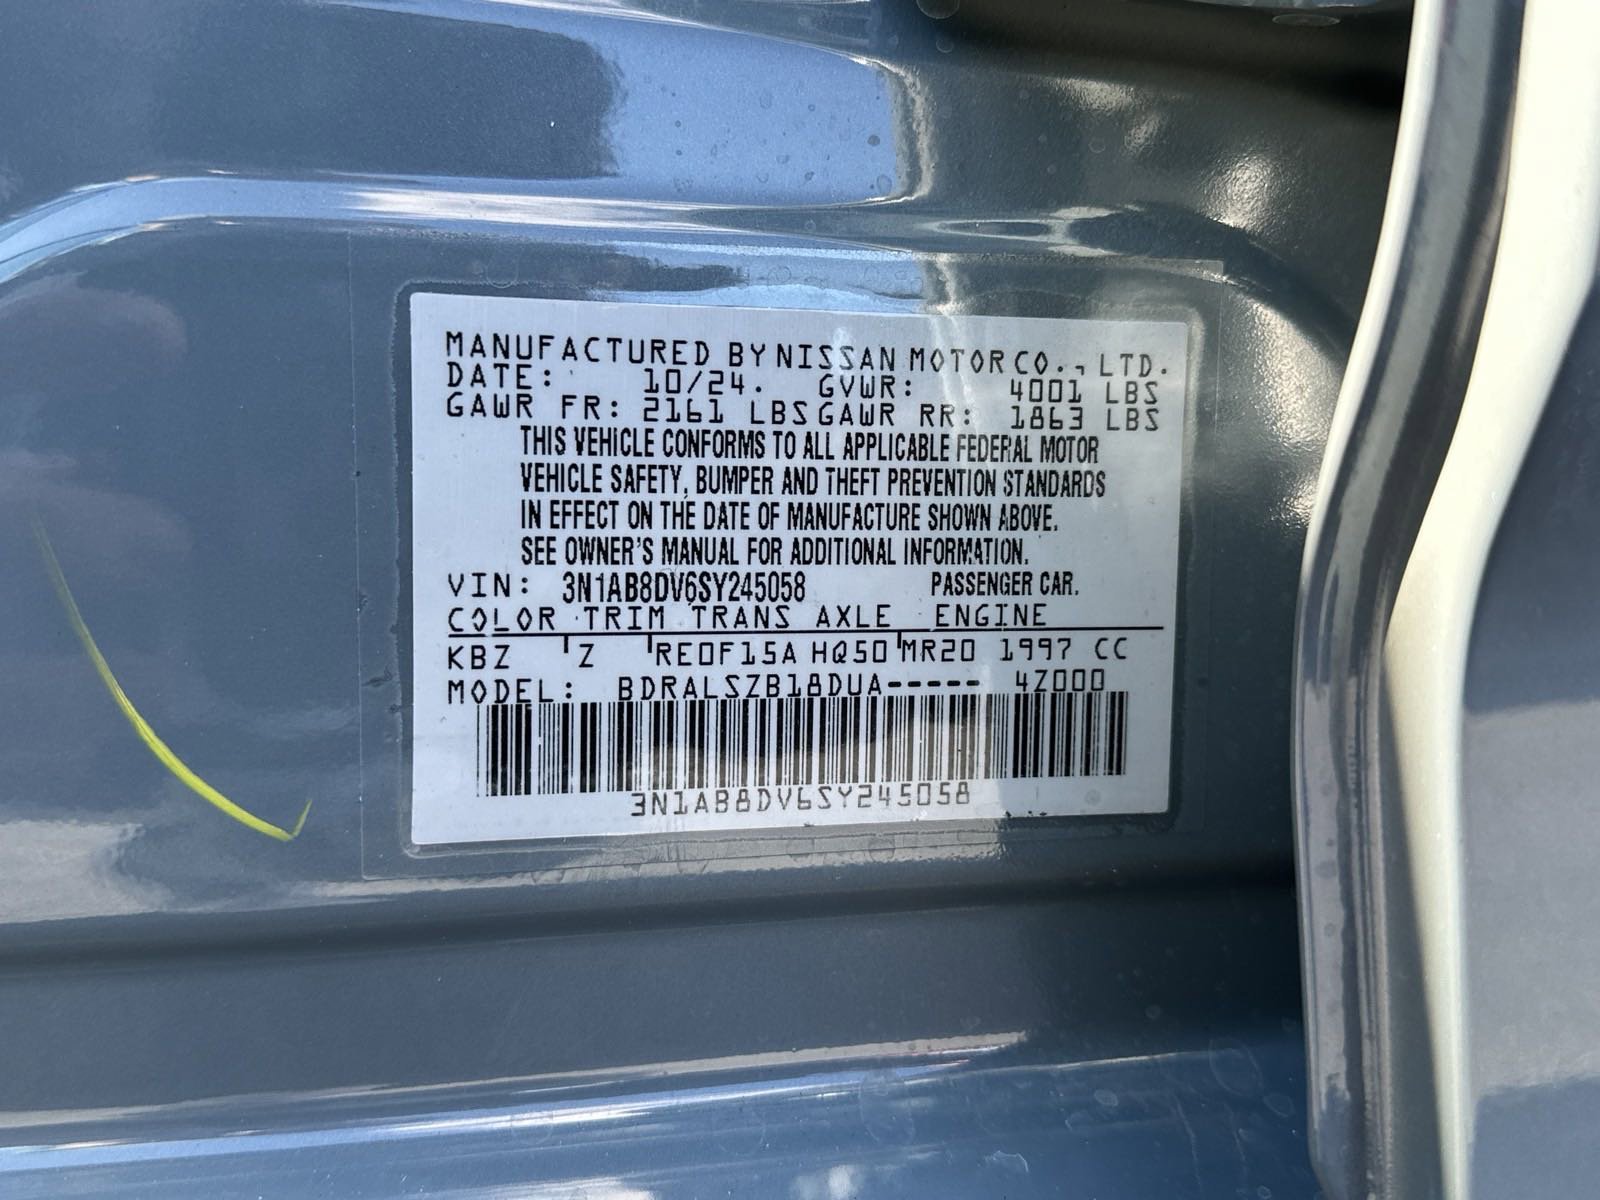 MANUFACTURED BY NISSAN MOTOR CO., LTD.
DATE: 10/24. GVWR: 4001 LBS
GAWR FR: 2161 LBS GAWR RR: 1863 LBS
THIS VEHICLE CONFORMS TO ALL APPLICABLE FEDERAL MOTOR
VEHICLE SAFETY, BUMPER AND THEFT PREVENTION STANDARDS
IN EFFECT ON THE DATE OF MANUFACTURE SHOWN ABOVE.
SEE OWNER'S MANUAL FOR ADDITIONAL INFORMATION.
VIN: 3N1AB8DV6SY245058 PASSENGER CAR.
COLOR TRIM TRANS AXLE ENGINE
KBZ Z RE0F15A HQ50 MR20 1997 CC
MODEL: BDRALSZB18DUA----- 4Z000
3N1AB8DV6SY245058